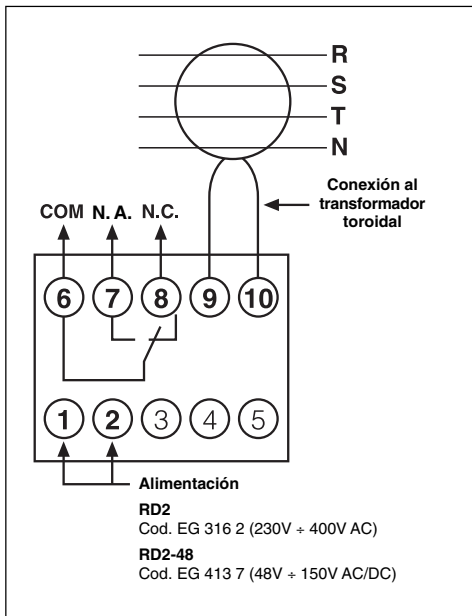 R
S
T
N
Conexión al
transformador
toroidal
COM N. A. N.C.
6 7 8 9 10
1 2 3 4 5
Alimentación
RD2
Cod. EG 316 2 (230V ÷ 400V AC)
RD2-48
Cod. EG 413 7 (48V ÷ 150V AC/DC)